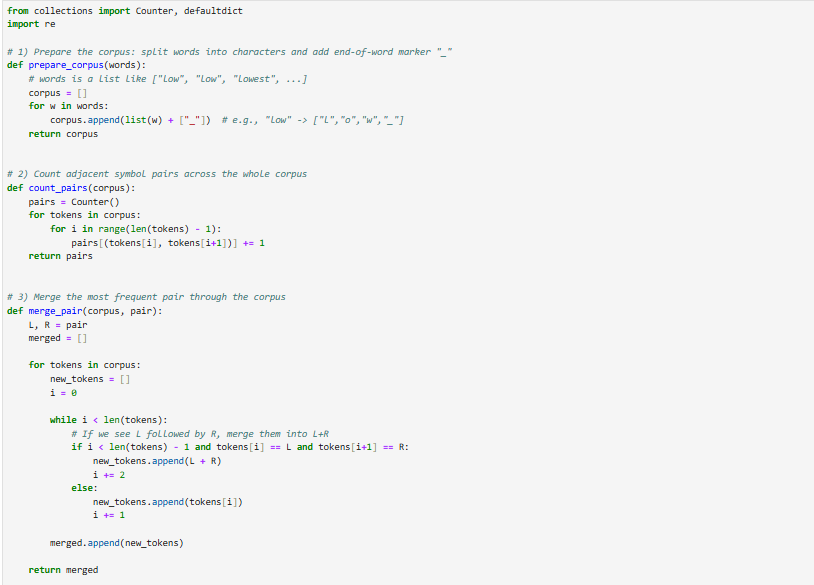 from collections import Counter, defaultdict
import re

# 1) Prepare the corpus: split words into characters and add end-of-word marker "_"
def prepare_corpus(words):
    # words is a list like ["low", "low", "lowest", ...]
    corpus = []
    for w in words:
        corpus.append(list(w) + ["_"])  # e.g., "low" -> ["l","o","w","_"]
    return corpus


# 2) Count adjacent symbol pairs across the whole corpus
def count_pairs(corpus):
    pairs = Counter()
    for tokens in corpus:
        for i in range(len(tokens) - 1):
            pairs[(tokens[i], tokens[i+1])] += 1
    return pairs


# 3) Merge the most frequent pair through the corpus
def merge_pair(corpus, pair):
    L, R = pair
    merged = []

    for tokens in corpus:
        new_tokens = []
        i = 0

        while i < len(tokens):
            # If we see L followed by R, merge them into L+R
            if i < len(tokens) - 1 and tokens[i] == L and tokens[i+1] == R:
                new_tokens.append(L + R)
                i += 2
            else:
                new_tokens.append(tokens[i])
                i += 1

        merged.append(new_tokens)

    return merged